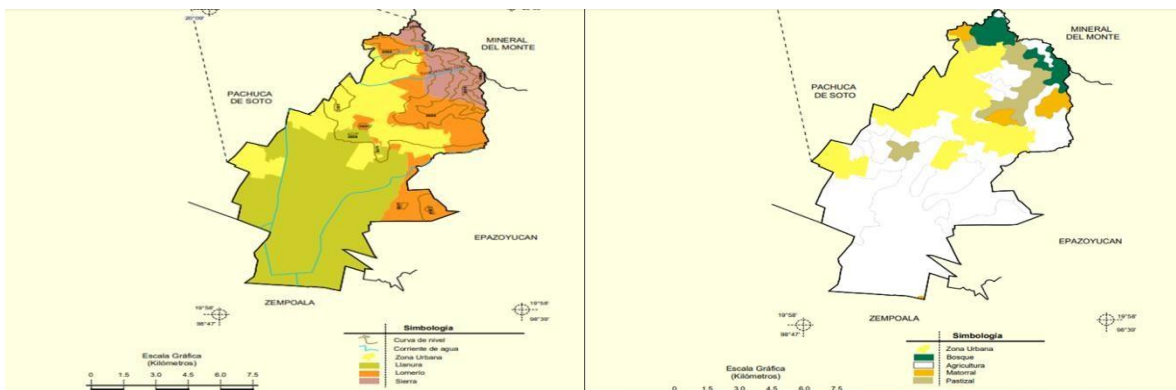 20°09'
MINERAL
DEL MONTE
PACHUCA
DE SOTO
EPAZOYUCAN
ZEMPOALA
19°58'
98°47'
19°59'
98°39'
Simbología
Curva de nivel
Corriente de agua
Zona Urbana
Llanura
Lomerío
Sierra
Escala Gráfica
(Kilómetros)
0 1.5 3.0 4.5 6.0 7.5
MINERAL
DEL MONTE
PACHUCA
DE SOTO
EPAZOYUCAN
ZEMPOALA
19°58'
98°47'
19°58'
98°39'
Simbología
Zona Urbana
Bosque
Agricultura
Matorral
Pastizal
Escala Gráfica
(Kilómetros)
0 1.5 3.0 4.5 6.0 7.5